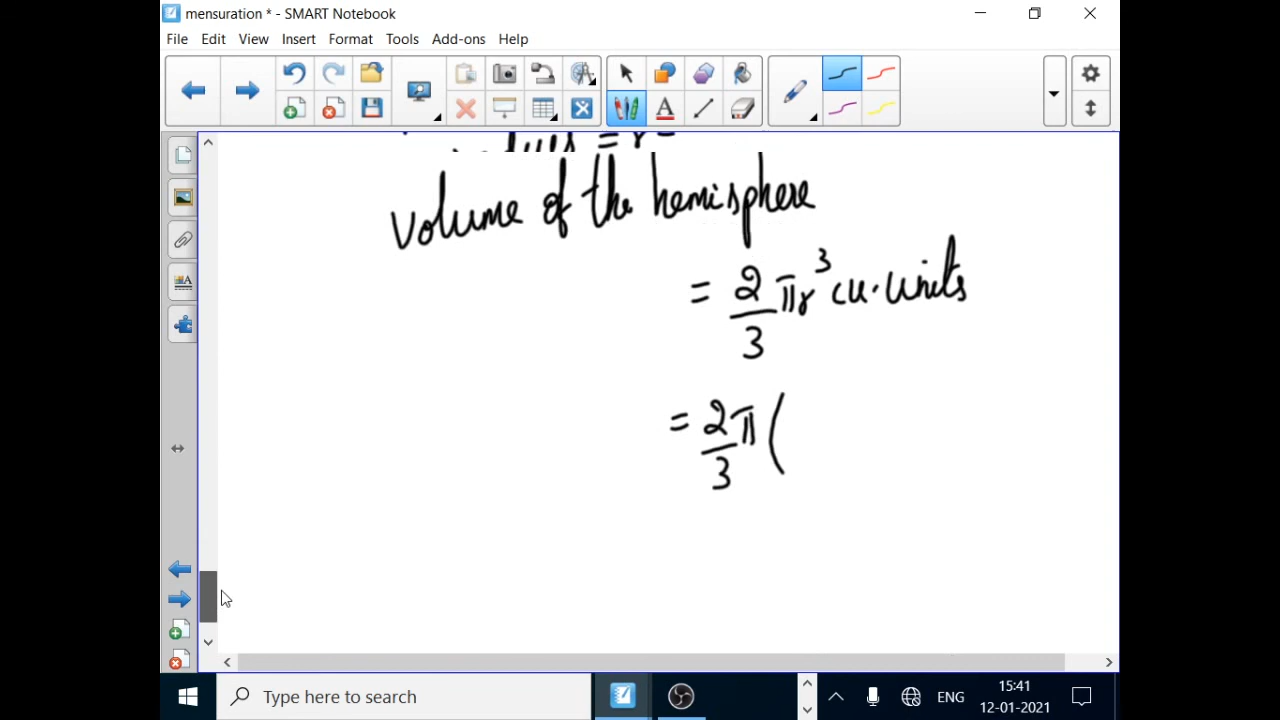 mensuration * - SMART Notebook
File Edit View Insert Format Tools Add-ons Help
= r =
Volume of the hemisphere
= 2/3 πr³ cu. units
= 2/3 π (
Type here to search
ENG
15:41
12-01-2021